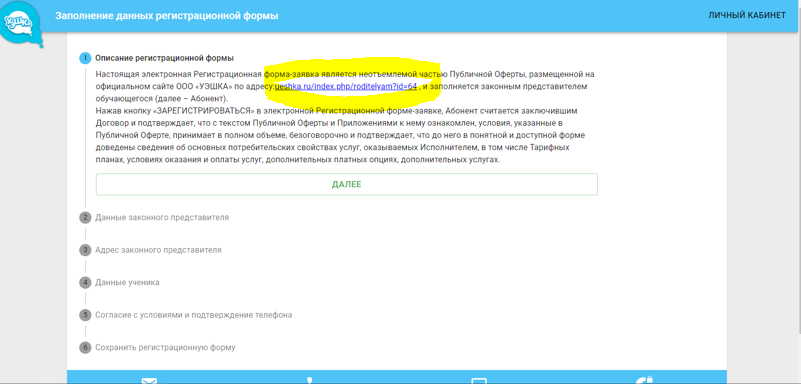 уэшка
Заполнение данных регистрационной формы
ЛИЧНЫЙ КАБИНЕТ
1 Описание регистрационной формы
Настоящая электронная Регистрационная форма-заявка является неотъемлемой частью Публичной Оферты, размещенной на
официальном сайте ООО «УЭШКА» по адресу:ueshka.ru/index.php/roditelyam?id=64 , и заполняется законным представителем
обучающегося (далее – Абонент).
Нажав кнопку «ЗАРЕГИСТРИРОВАТЬСЯ» в электронной Регистрационной форме-заявке, Абонент считается заключившим
Договор и подтверждает, что с текстом Публичной Оферты и Приложениями к нему ознакомлен, условия, указанные в
Публичной Оферте, принимает в полном объеме, безоговорочно и подтверждает, что до него в понятной и доступной форме
доведены сведения об основных потребительских свойствах услуг, оказываемых Исполнителем, в том числе Тарифных
планах, условиях оказания и оплаты услуг, дополнительных платных опциях, дополнительных услугах.
ДАЛЕЕ
2 Данные законного представителя
3 Адрес законного представителя
4 Данные ученика
5 Согласие с условиями и подтверждение телефона
6 Сохранить регистрационную форму